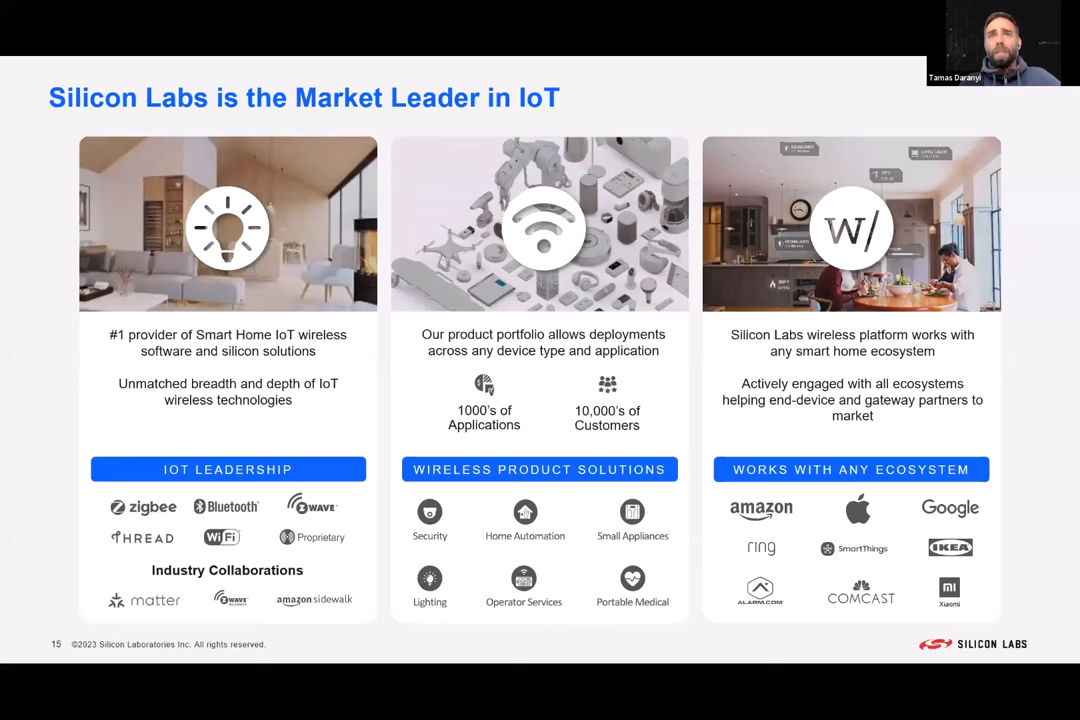 Tamas Daranyi
Silicon Labs is the Market Leader in IoT
W/
#1 provider of Smart Home IoT wireless
software and silicon solutions
Unmatched breadth and depth of IoT
wireless technologies
IOT LEADERSHIP
zigbee
Bluetooth
Z WAVE
THREAD
WiFi
Proprietary
Industry Collaborations
matter
Z WAVE
amazon sidewalk
Our product portfolio allows deployments
across any device type and application
1000's of
Applications
10,000's of
Customers
WIRELESS PRODUCT SOLUTIONS
Security
Home Automation
Small Appliances
Lighting
Operator Services
Portable Medical
Silicon Labs wireless platform works with
any smart home ecosystem
Actively engaged with all ecosystems
helping end-device and gateway partners to
market
WORKS WITH ANY ECOSYSTEM
amazon
Google
ring
SmartThings
IKEA
ALARM.COM
COMCAST
mi
Xiaomi
15 ©2023 Silicon Laboratories Inc. All rights reserved.
SILICON LABS